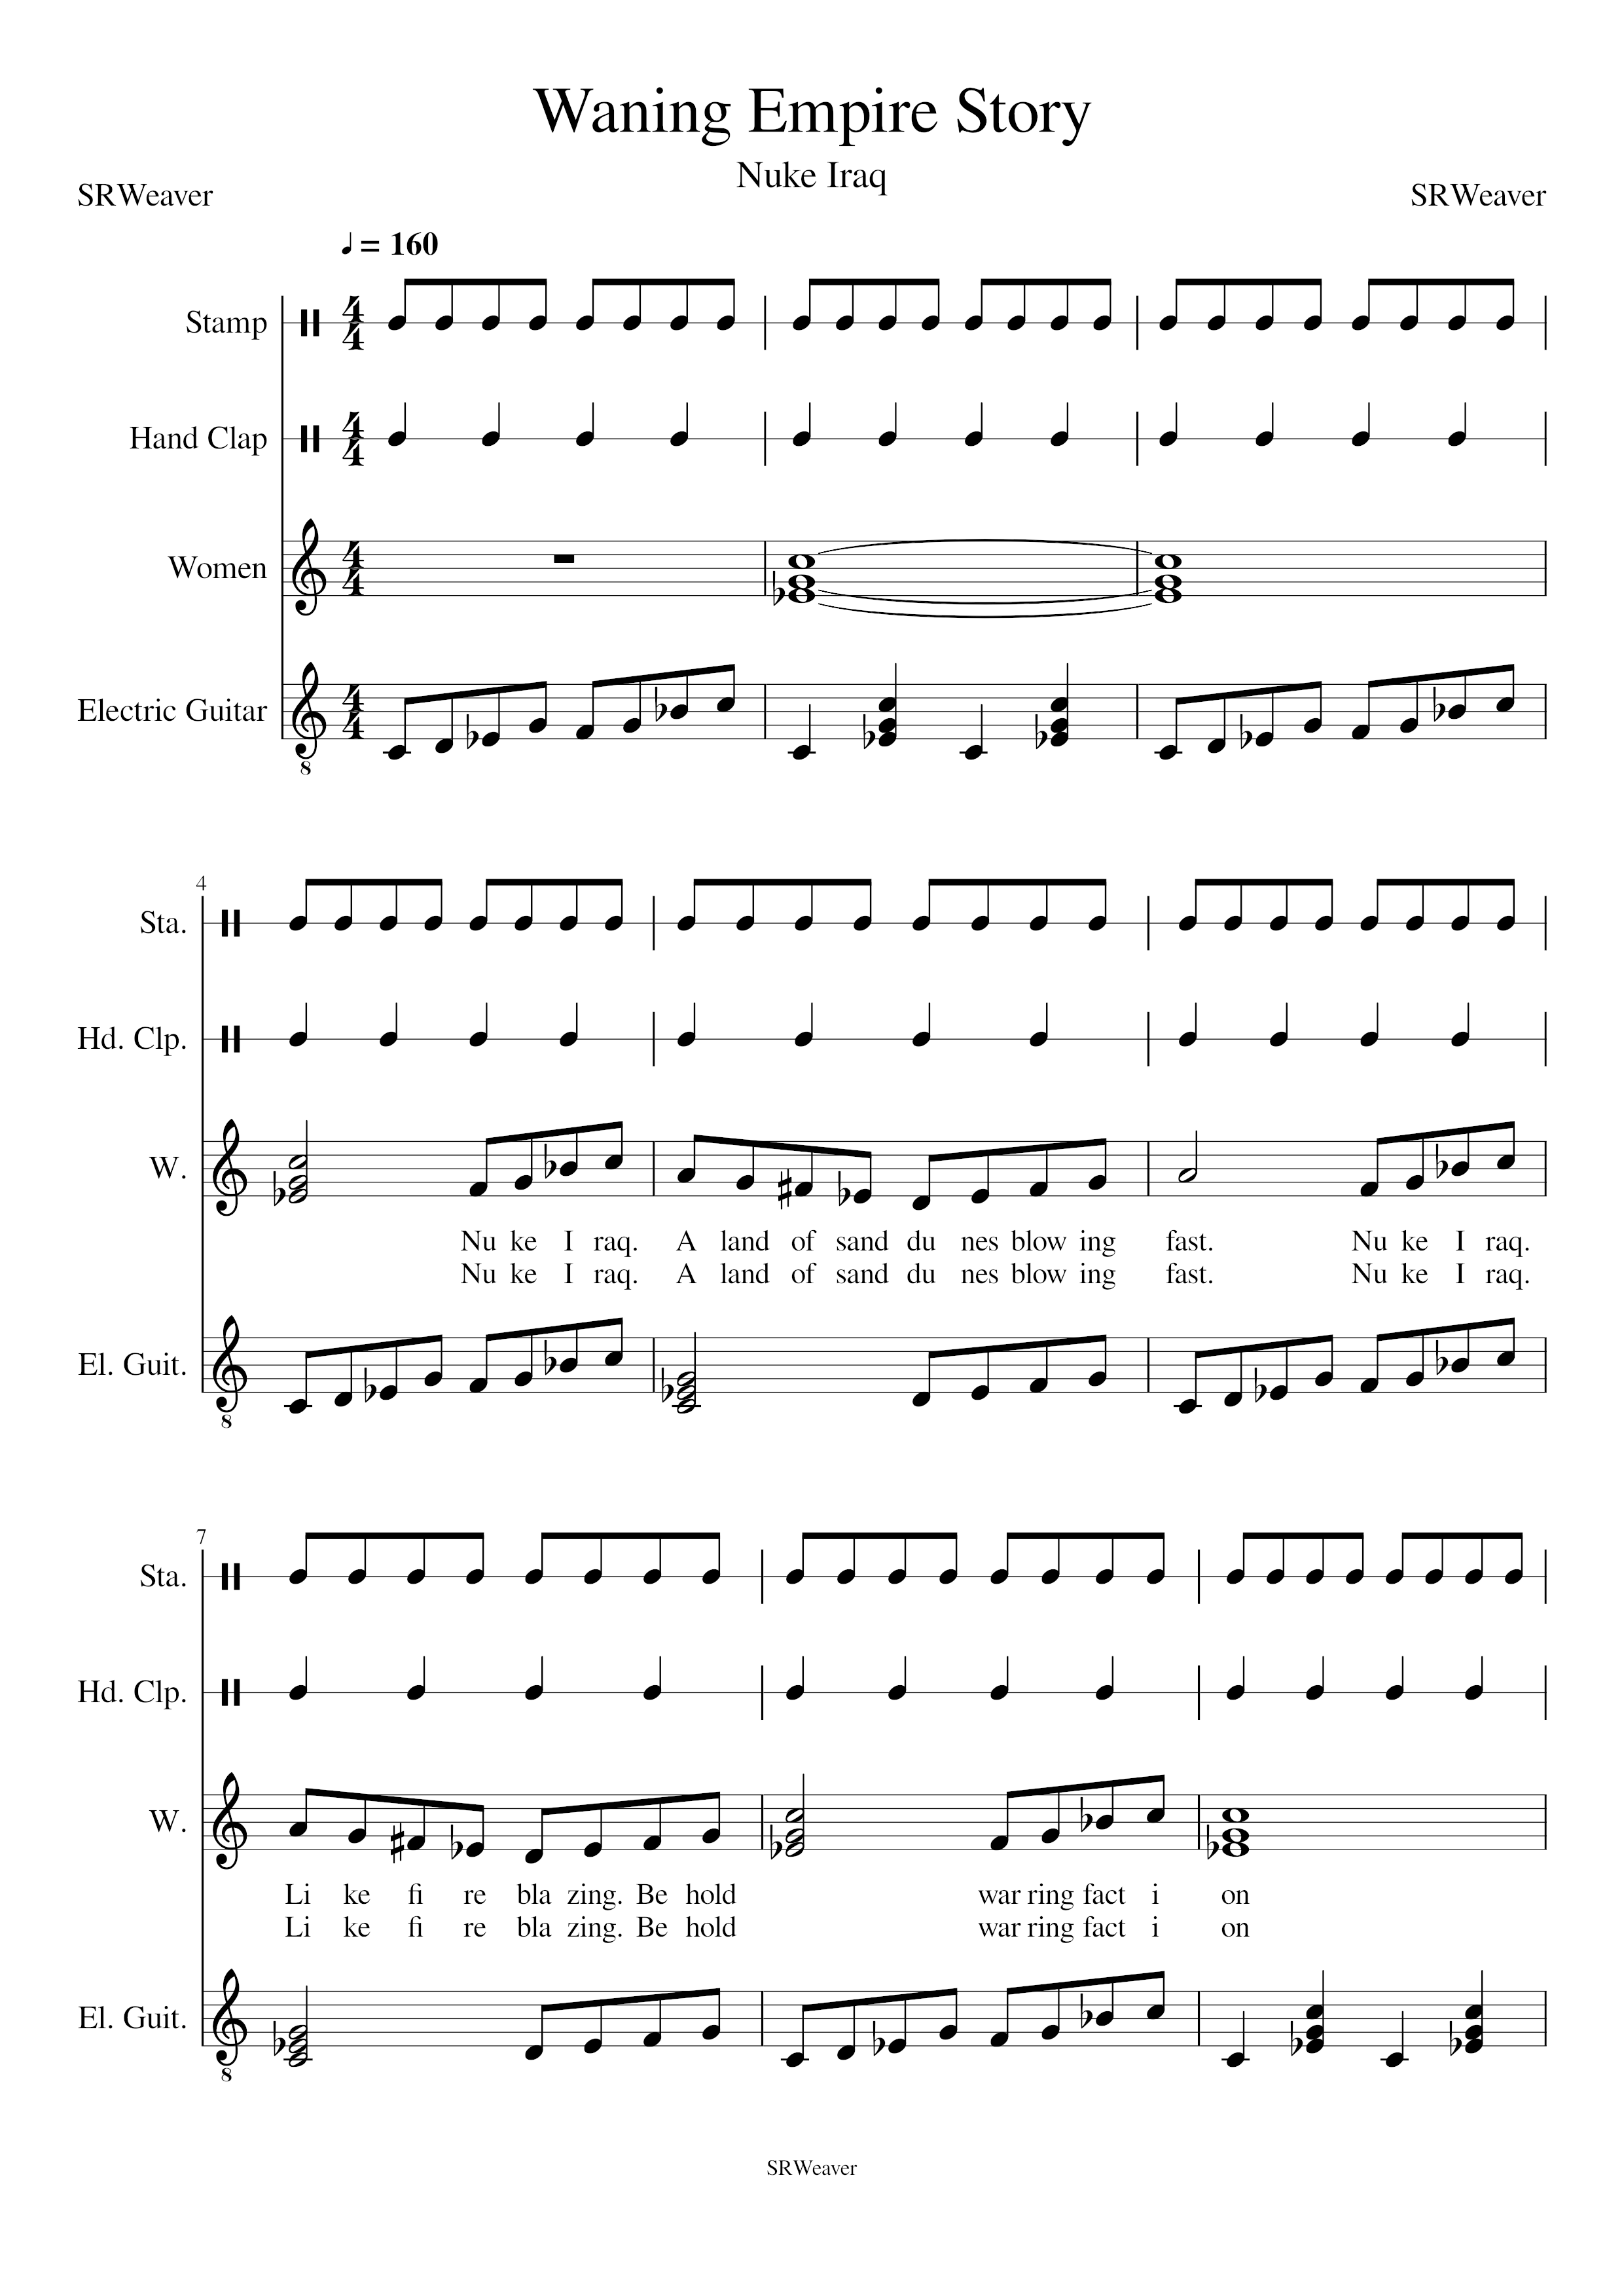 Waning Empire Story
Nuke Iraq
SRWeaver SRWeaver
= 160
Stamp
Hand Clap
Women
Electric Guitar
8
4
Sta.
Hd. Clp.
W.
Nu ke I raq. A land of sand du nes blow ing fast. Nu ke I raq.
Nu ke I raq. A land of sand du nes blow ing fast. Nu ke I raq.
El. Guit.
8
7
Sta.
Hd. Clp.
W.
Li ke fi re bla zing. Be hold war ring fact i on
Li ke fi re bla zing. Be hold war ring fact i on
El. Guit.
8
SRWeaver